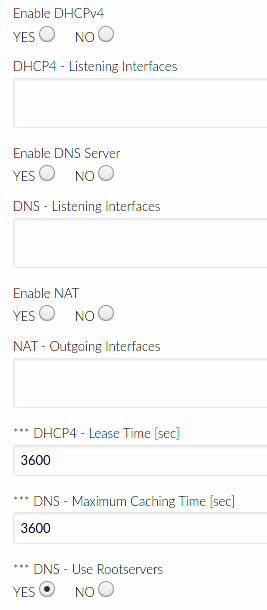 Enable DHCPv4
YES NO
DHCP4 - Listening Interfaces
Enable DNS Server
YES NO
DNS - Listening Interfaces
Enable NAT
YES NO
NAT - Outgoing Interfaces
*** DHCP4 - Lease Time [sec]
3600
*** DNS - Maximum Caching Time [sec]
3600
*** DNS - Use Rootservers
YES NO